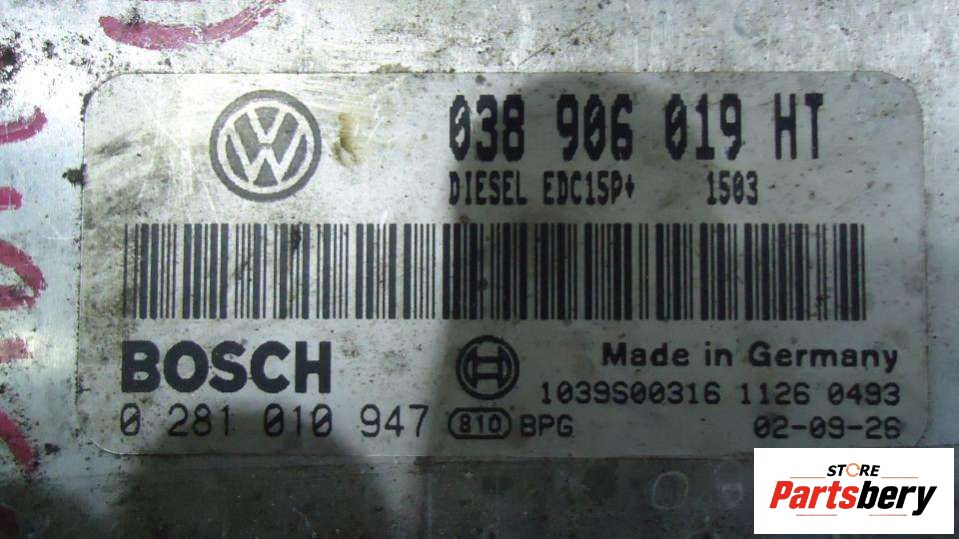 038 906 019 HT
DIESEL EDC15P+ 1503
BOSCH
Made in Germany
1039S00316 1126 0493
0 281 010 947 810 BPG 02-09-26
STORE
Partsbery